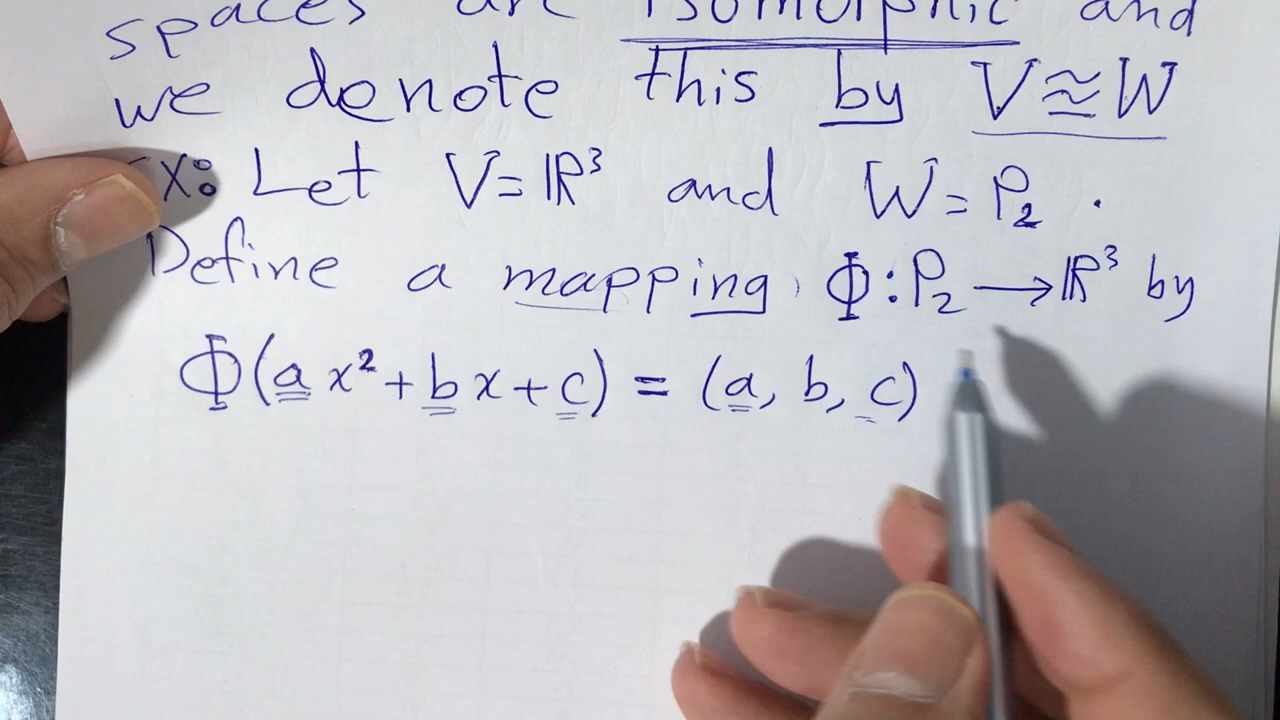 spaces are isomorphic and
we denote this by V≅W
Ex: Let V=ℝ³ and W=P₂.
Define a mapping Φ:P₂→ℝ³ by
Φ(ax²+bx+c) = (a, b, c)